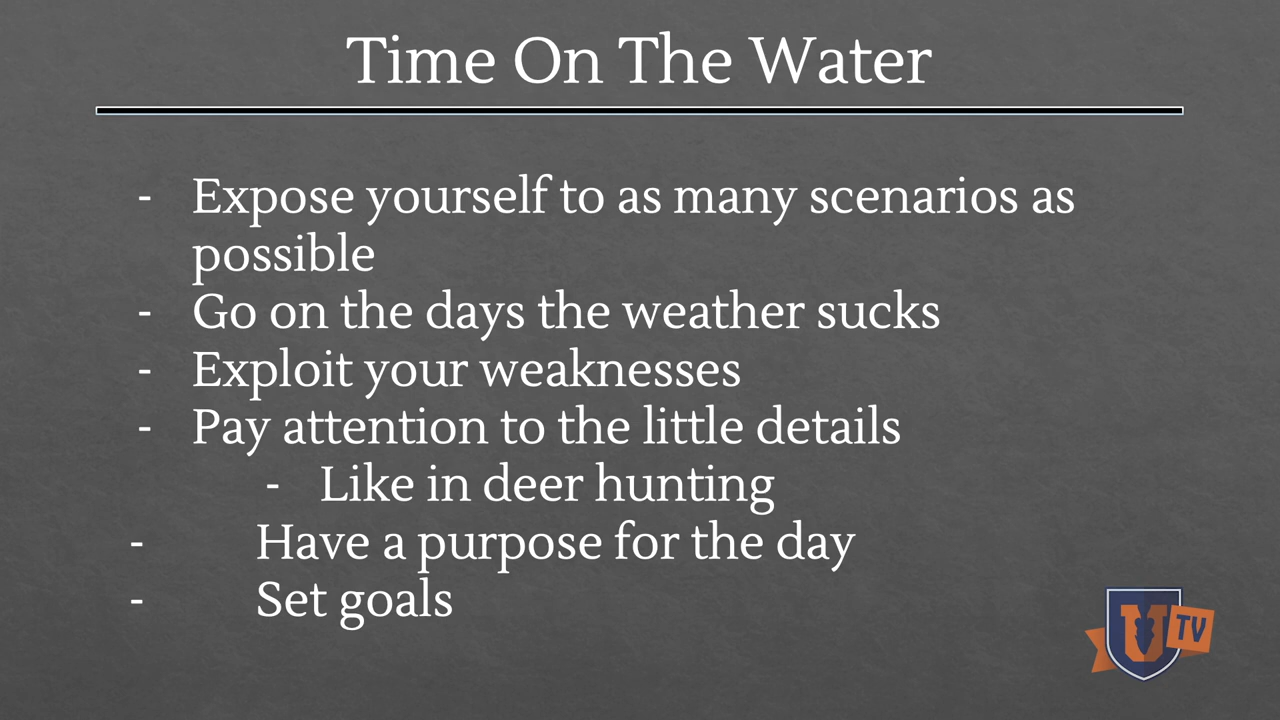 Time On The Water
- Expose yourself to as many scenarios as
possible
- Go on the days the weather sucks
- Exploit your weaknesses
- Pay attention to the little details
- Like in deer hunting
- Have a purpose for the day
- Set goals
U TV